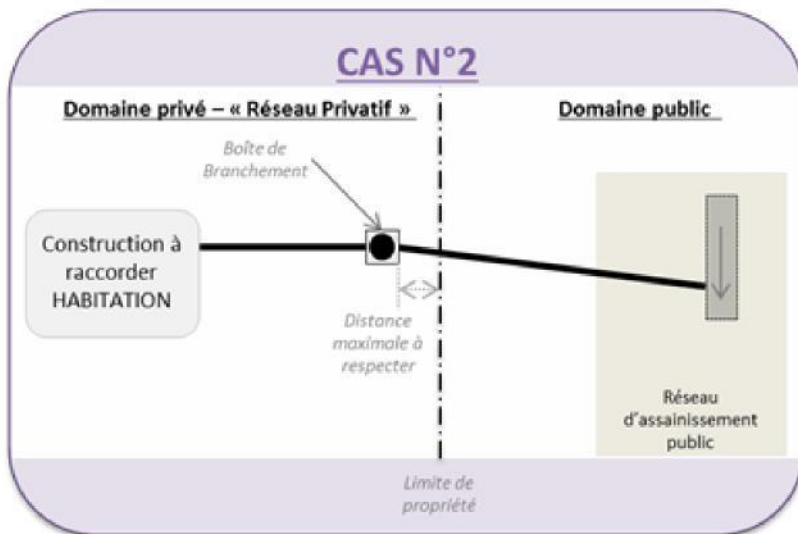 CAS N°2
Domaine privé – « Réseau Privatif »
Domaine public
Boîte de
Branchement
Construction à
raccorder
HABITATION
Distance
maximale à
respecter
Réseau
d'assainissement
public
Limite de
propriété